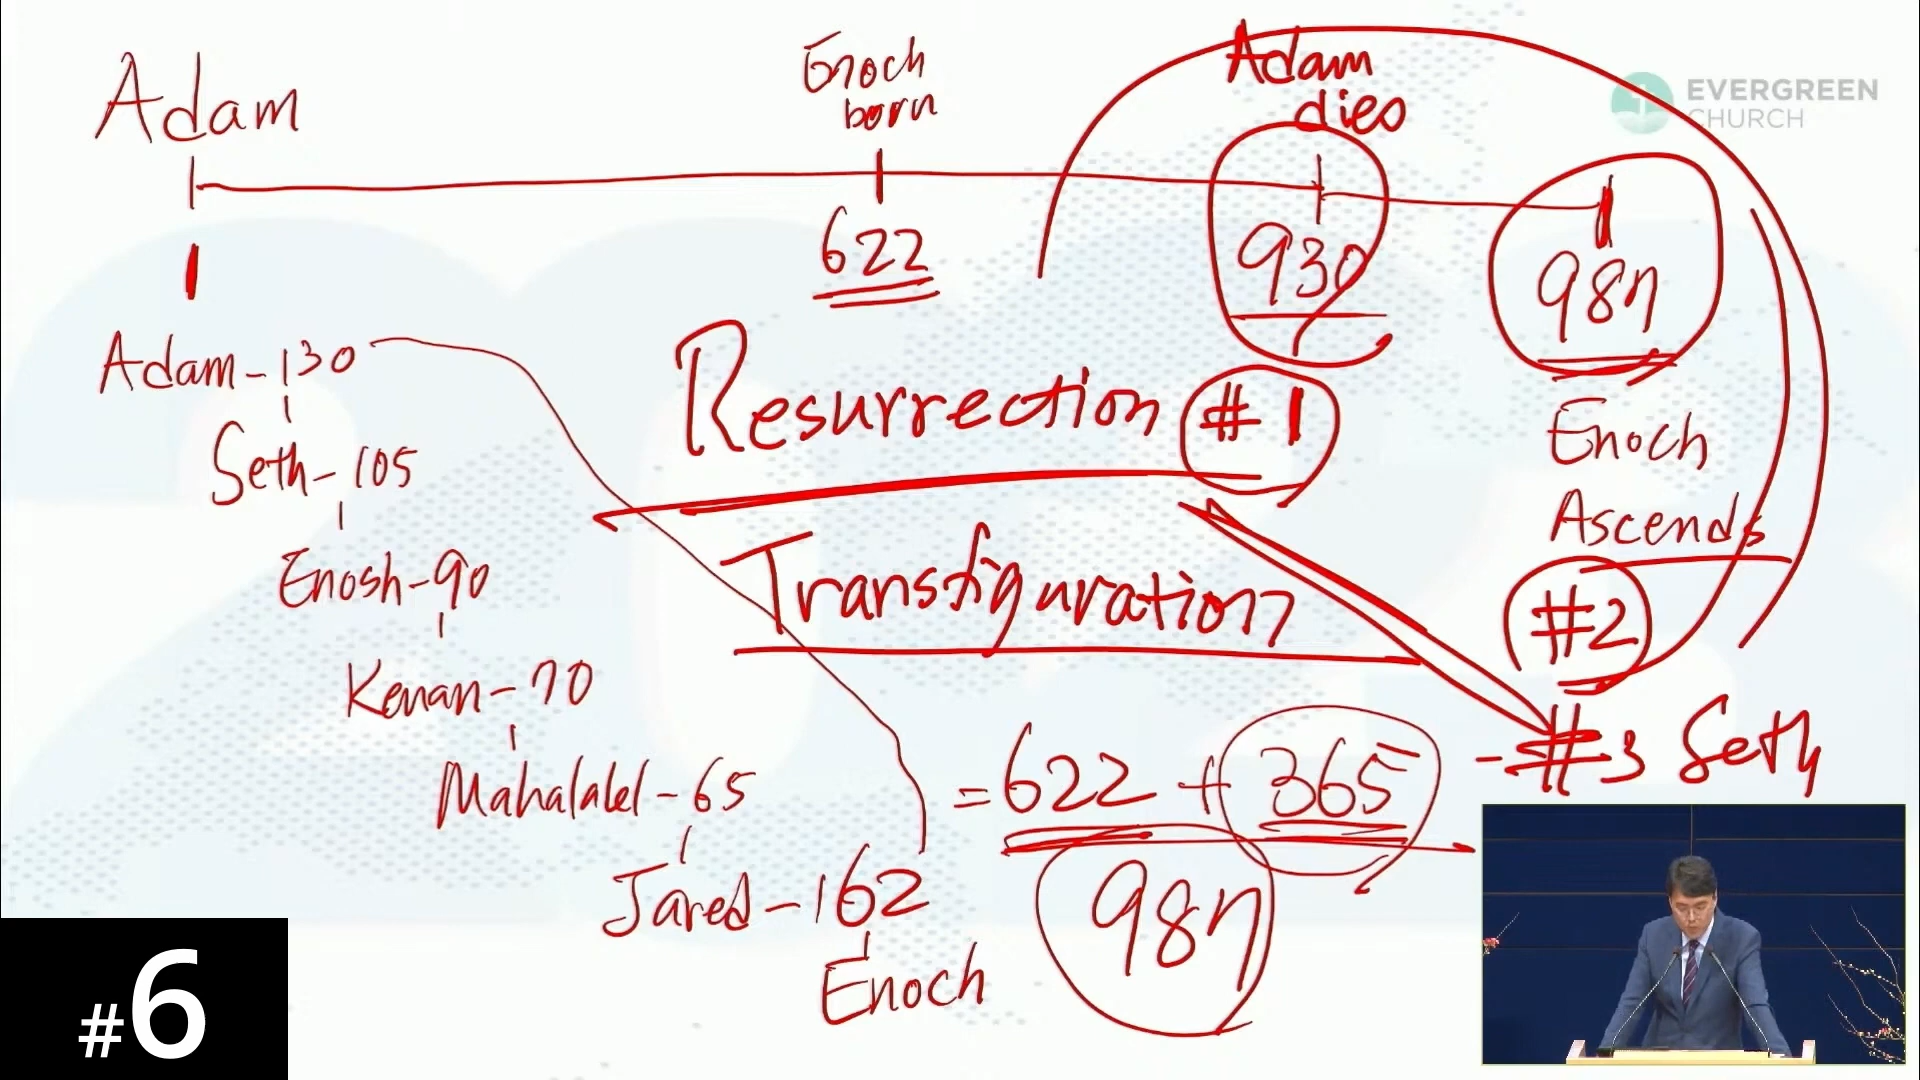 Adam
Enoch
born
Adam
dies
EVERGREEN
CHURCH
622
930
987
Adam-130
Seth-105
Enosh-90
Kenan-70
Mahalalel-65
Jared-162
Enoch
Resurrection #1
Transfiguration
Enoch
Ascends
#2
#3 Seth
=622+365
987
#6